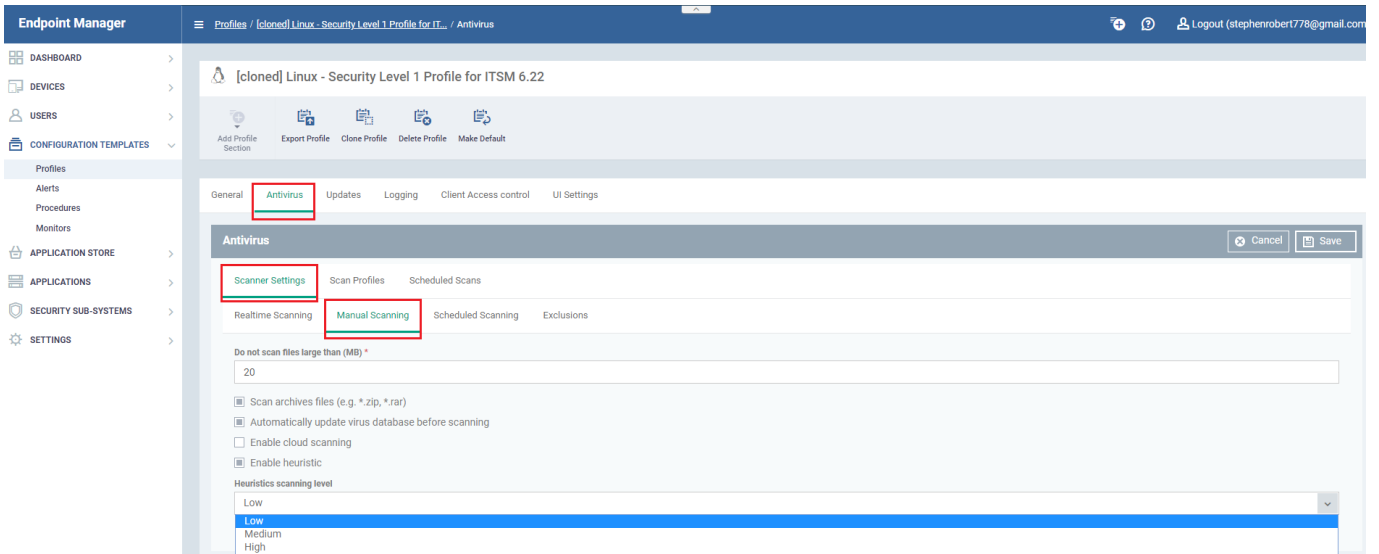 Endpoint Manager
Profiles / [cloned] Linux - Security Level 1 Profile for IT... / Antivirus
Logout (stephenrobert778@gmail.com
DASHBOARD
DEVICES
USERS
CONFIGURATION TEMPLATES
Profiles
Alerts
Procedures
Monitors
APPLICATION STORE
APPLICATIONS
SECURITY SUB-SYSTEMS
SETTINGS
[cloned] Linux - Security Level 1 Profile for ITSM 6.22
Add Profile
Section
Export Profile
Clone Profile
Delete Profile
Make Default
General Antivirus Updates Logging Client Access control UI Settings
Antivirus
Cancel
Save
Scanner Settings Scan Profiles Scheduled Scans
Realtime Scanning Manual Scanning Scheduled Scanning Exclusions
Do not scan files large than (MB) *
20
Scan archives files (e.g. *.zip, *.rar)
Automatically update virus database before scanning
Enable cloud scanning
Enable heuristic
Heuristics scanning level
Low
Low
Medium
High